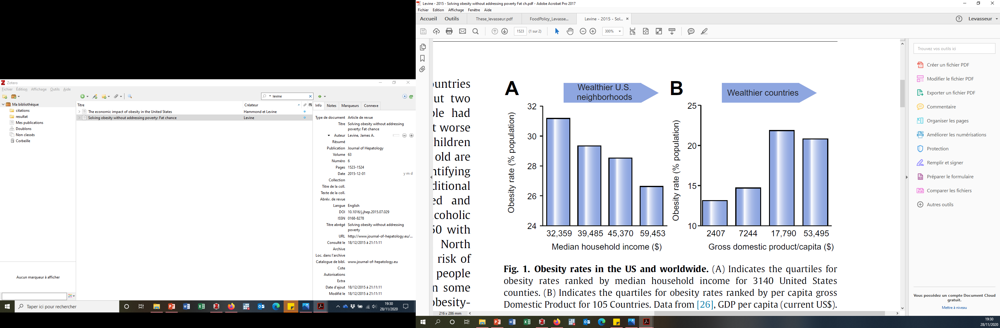 Zotero
Fichier Édition Affichage Outils Aide
levine
Ma bibliothèque
citations
resultat
Mes publications
Doublons
Non classés
Corbeille
Aucun marqueur à afficher
Titre Créateur
The economic impact of obesity in the United States Hammond et Levine
Solving obesity without addressing poverty: Fat chance Levine
Info Notes Marqueurs Connexe
Type de document Article de revue
Titre Solving obesity without addressing
poverty: Fat chance
Auteur Levine, James A.
Résumé
Publication Journal of Hepatology
Volume 63
Numéro 6
Pages 1523-1524
Date 2015-12-01 y m d
Collection
Titre de la coll.
Texte de la coll.
Abrév. de revue
Langue English
DOI 10.1016/j.jhep.2015.07.029
ISSN 0168-8278
Titre abrégé Solving obesity without addressing
poverty
URL http://www.journal-of-hepatology.eu/...
Consulté le 18/12/2015 à 21:11:11
Archive
Loc. dans l'archive
Catalogue de bibl. www.journal-of-hepatology.eu
Cote
Autorisations
Extra
Date d'ajout 18/12/2015 à 21:11:11
Modifié le 18/12/2015 à 21:11:11
Taper ici pour rechercher
19:30
28/11/2020
Levine - 2015 - Solving obesity without addressing poverty Fat ch.pdf - Adobe Acrobat Pro 2017
Fichier Edition Affichage Fenêtre Aide
Accueil Outils These_levasseur.pdf FoodPolicy_Levasse... Levine - 2015 - Sol... Levasseur
1523 (1 sur 2) 300%
ountries
ut two
ple had
t worse
hildren
old are
ntifying
ditional
ed and
coholic
60 with
North
risk of
people
n some
obesity-
A
Wealthier U.S.
neighborhoods
Obesity rate (% population)
32
30
28
26
24
32,359 39,485 45,370 59,453
Median household income ($)
B
Wealthier countries
Obesity rate (% population)
25
20
15
10
2407 7244 17,790 53,495
Gross domestic product/capita ($)
Fig. 1. Obesity rates in the US and worldwide. (A) Indicates the quartiles for
obesity rates ranked by median household income for 3140 United States
counties. (B) Indicates the quartiles for obesity rates ranked by per capita gross
Domestic Product for 105 Countries. Data from [26], GDP per capita (current US$).
216 x 286 mm
Trouvez vos outils ici
Créer un fichier PDF
Modifier le fichier PDF
Exporter un fichier PDF
Commentaire
Organiser les pages
Améliorer les numérisations
Protection
Remplir et signer
Préparer le formulaire
Comparer les fichiers
Autres outils
Vous possédez un compte Document Cloud
gratuit.
Mettre à niveau
19:30
28/11/2020